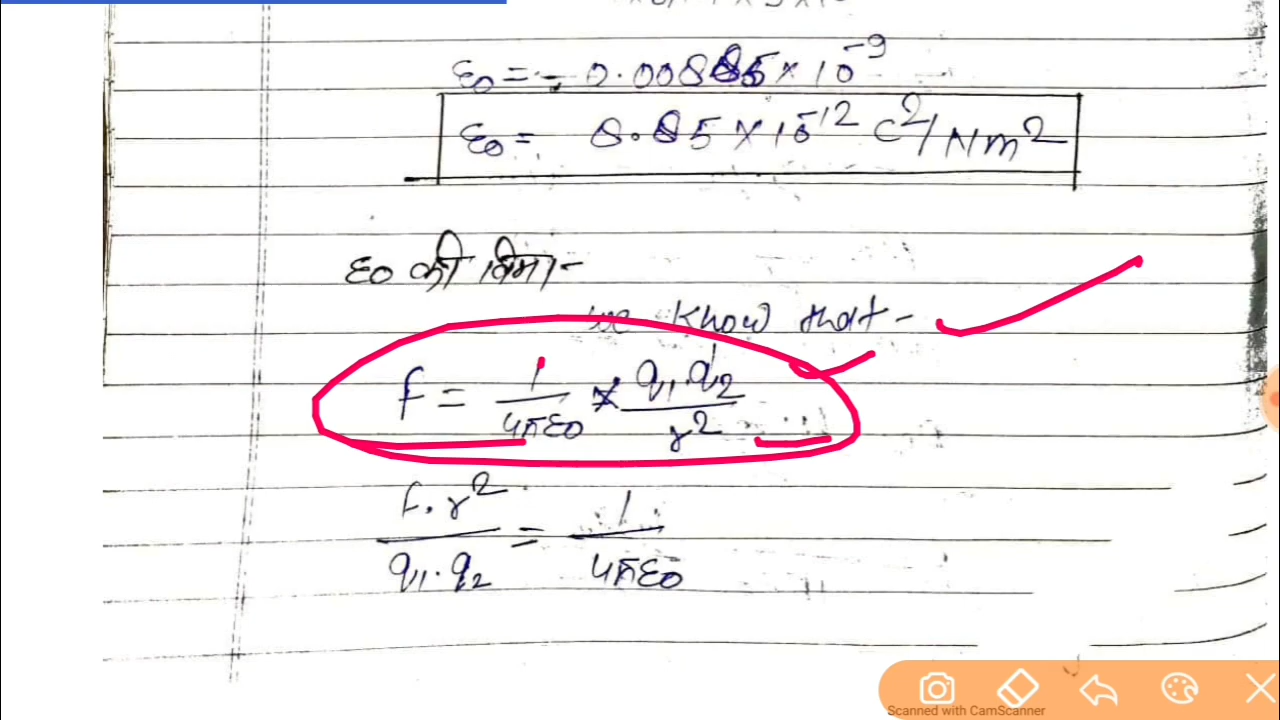 ε0 = 0.00885×10⁻⁹
ε0 = 8.85×10⁻¹² C²/Nm²
ε0 की विमा-
we know that-
F = 1/4πε0 × q1.q2/r²
F.r²/q1.q2 = 1/4πε0
Scanned with CamScanner